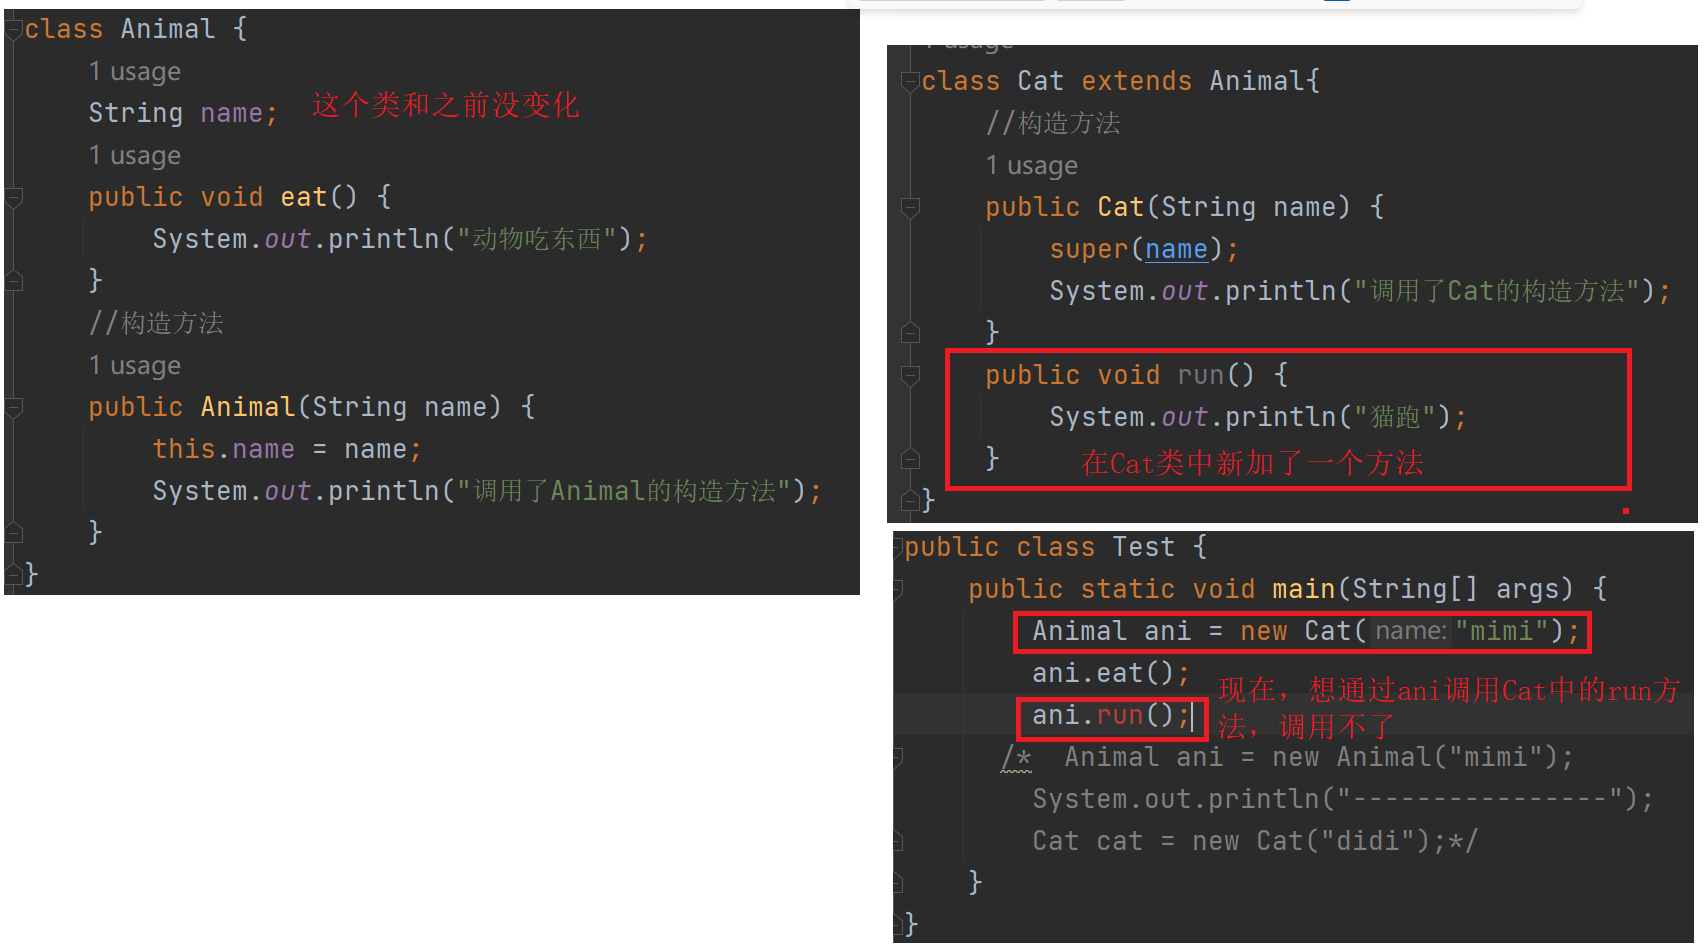 class Animal {
1 usage
String name; 这个类和之前没变化
1 usage
public void eat() {
System.out.println("动物吃东西");
}
//构造方法
1 usage
public Animal(String name) {
this.name = name;
System.out.println("调用了Animal的构造方法");
}
}
1 usage
class Cat extends Animal{
//构造方法
1 usage
public Cat(String name) {
super(name);
System.out.println("调用了Cat的构造方法");
}
public void run() {
System.out.println("猫跑");
} 在Cat类中新加了一个方法
}
public class Test {
public static void main(String[] args) {
Animal ani = new Cat( name: "mimi");
ani.eat();
ani.run();
现在，想通过ani调用Cat中的run方
法，调用不了
/* Animal ani = new Animal("mimi");
System.out.println("----------------");
Cat cat = new Cat("didi");*/
}
}